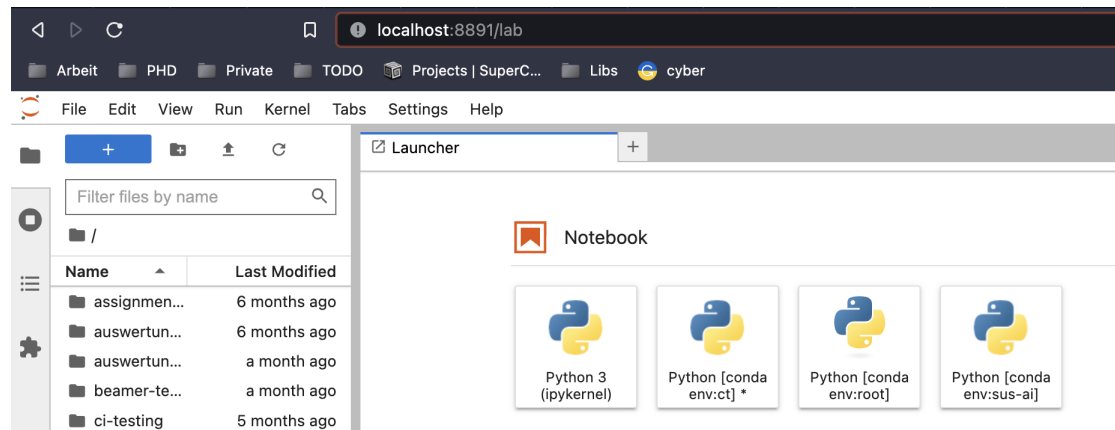 localhost:8891/lab
Arbeit PHD Private TODO Projects | SuperC... Libs cyber
File Edit View Run Kernel Tabs Settings Help
+ Launcher +
Filter files by name
/
Notebook
Name Last Modified
assignmen... 6 months ago
auswertun... 6 months ago
auswertun... a month ago
beamer-te... a month ago
ci-testing 5 months ago
Python 3
(ipykernel)
Python [conda
env:ct] *
Python [conda
env:root]
Python [conda
env:sus-ai]